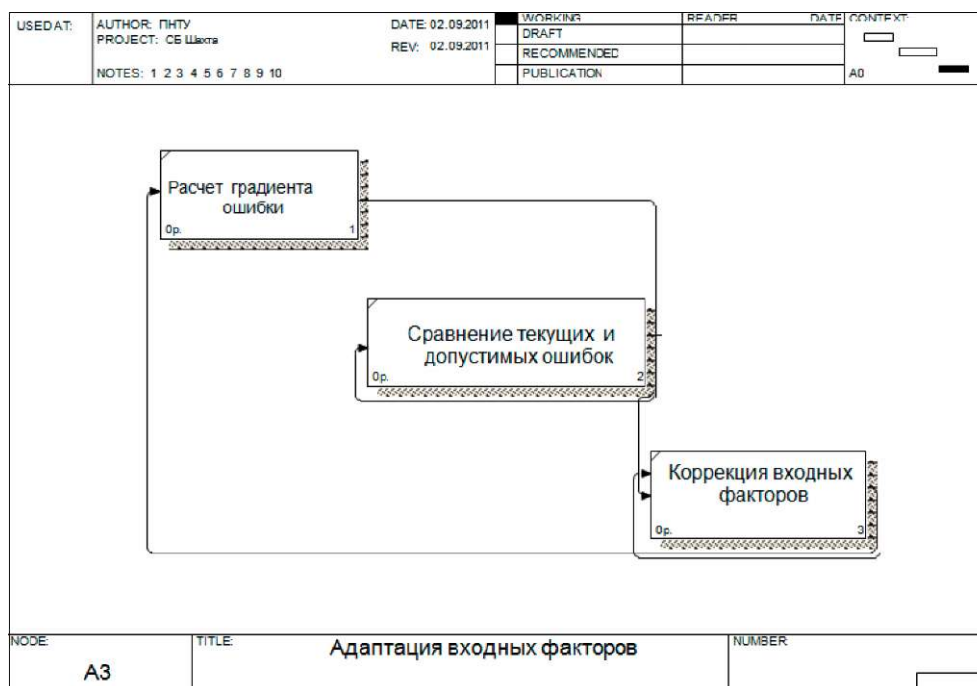 USED AT:
AUTHOR: ПНТУ
PROJECT: СБ Шахта
NOTES: 1 2 3 4 5 6 7 8 9 10
DATE: 02.09.2011
REV: 02.09.2011
WORKING
DRAFT
RECOMMENDED
PUBLICATION
READER
DATE
CONTEXT:
A0
Расчет градиента
ошибки
0р.
1
Сравнение текущих и
допустимых ошибок
0р.
2
Коррекция входных
факторов
0р.
3
NODE:
А3
TITLE:
Адаптация входных факторов
NUMBER: